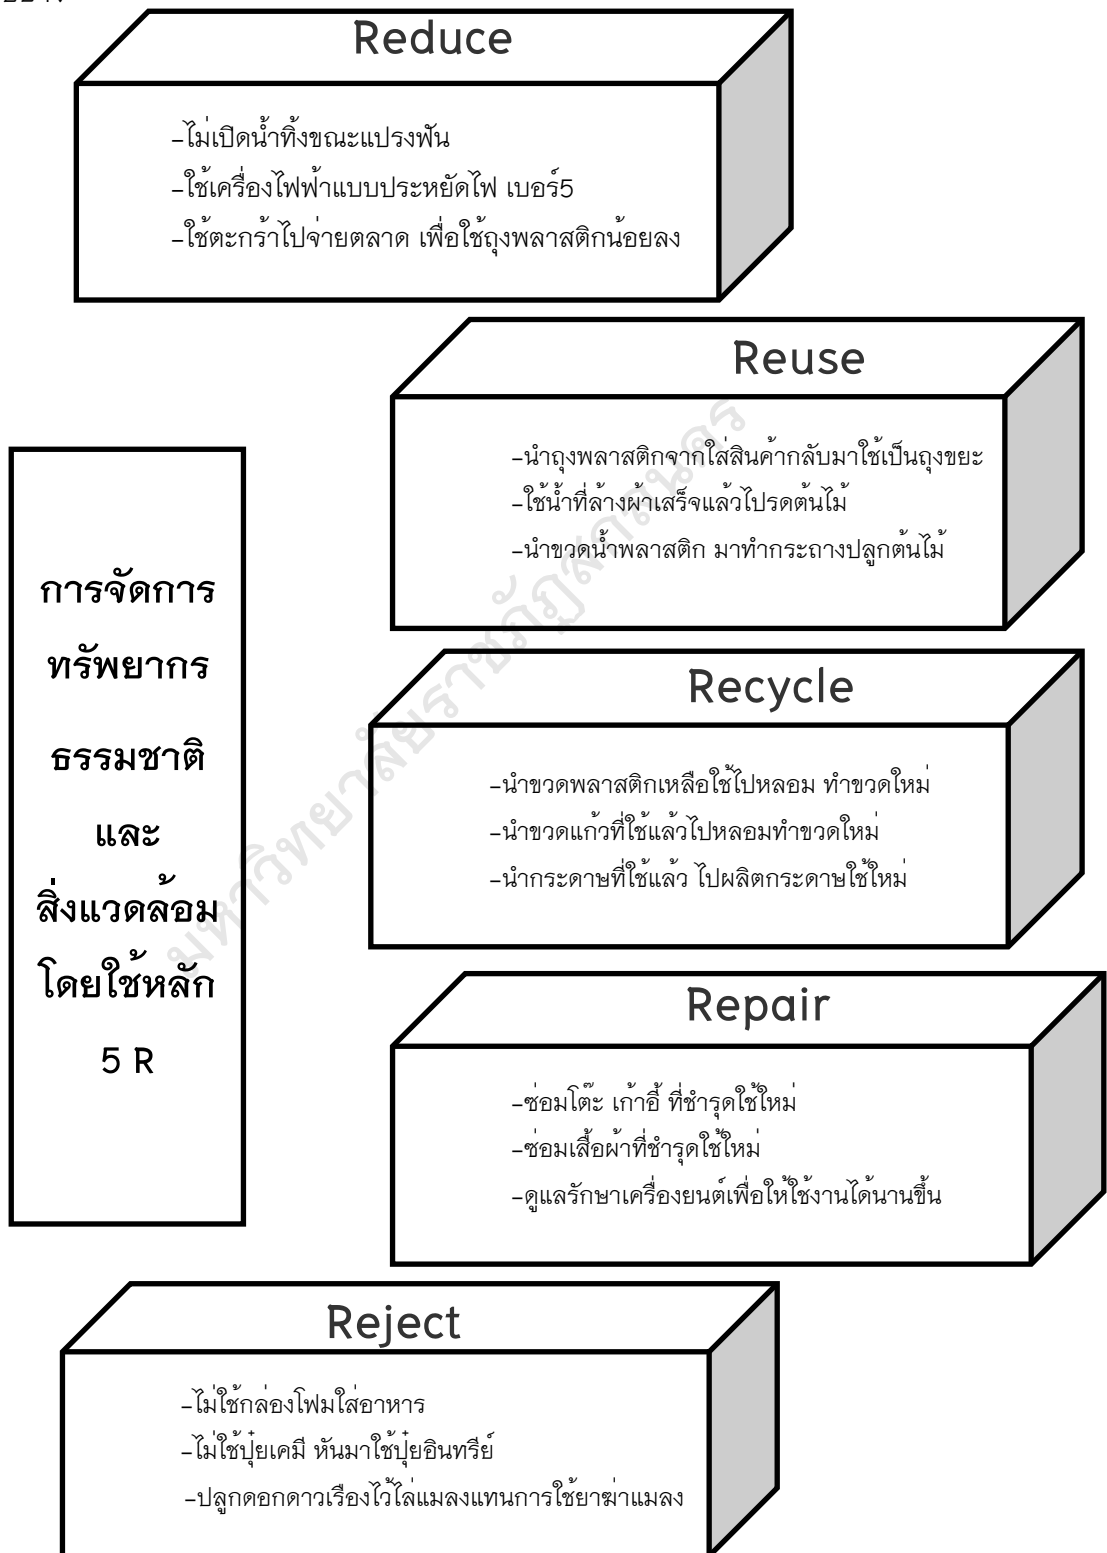 Reduce
-ไม่เปิดน้ำทิ้งขณะแปรงฟัน
-ใช้เครื่องไฟฟ้าแบบประหยัดไฟ เบอร์5
-ใช้ตะกร้าไปจ่ายตลาด เพื่อใช้ถุงพลาสติกน้อยลง
Reuse
-นำถุงพลาสติกจากใส่สินค้ากลับมาใช้เป็นถุงขยะ
-ใช้น้ำที่ล้างผ้าเสร็จแล้วไปรดต้นไม้
-นำขวดน้ำพลาสติก มาทำกระถางปลูกต้นไม้
การจัดการ
ทรัพยากร
ธรรมชาติ
และ
สิ่งแวดล้อม
โดยใช้หลัก
5 R
Recycle
-นำขวดพลาสติกเหลือใช้ไปหลอม ทำขวดใหม่
-นำขวดแก้วที่ใช้แล้วไปหลอมทำขวดใหม่
-นำกระดาษที่ใช้แล้ว ไปผลิตกระดาษใช้ใหม่
Repair
-ซ่อมโต๊ะ เก้าอี้ ที่ชำรุดใช้ใหม่
-ซ่อมเสื้อผ้าที่ชำรุดใช้ใหม่
-ดูแลรักษาเครื่องยนต์เพื่อให้ใช้งานได้นานขึ้น
Reject
-ไม่ใช้กล่องโฟมใส่อาหาร
-ไม่ใช้ปุ๋ยเคมี หันมาใช้ปุ๋ยอินทรีย์
-ปลูกดอกดาวเรืองไว้ไล่แมลงแทนการใช้ยาฆ่าแมลง
มหาวิทยาลัยราชภัฏสกลนคร